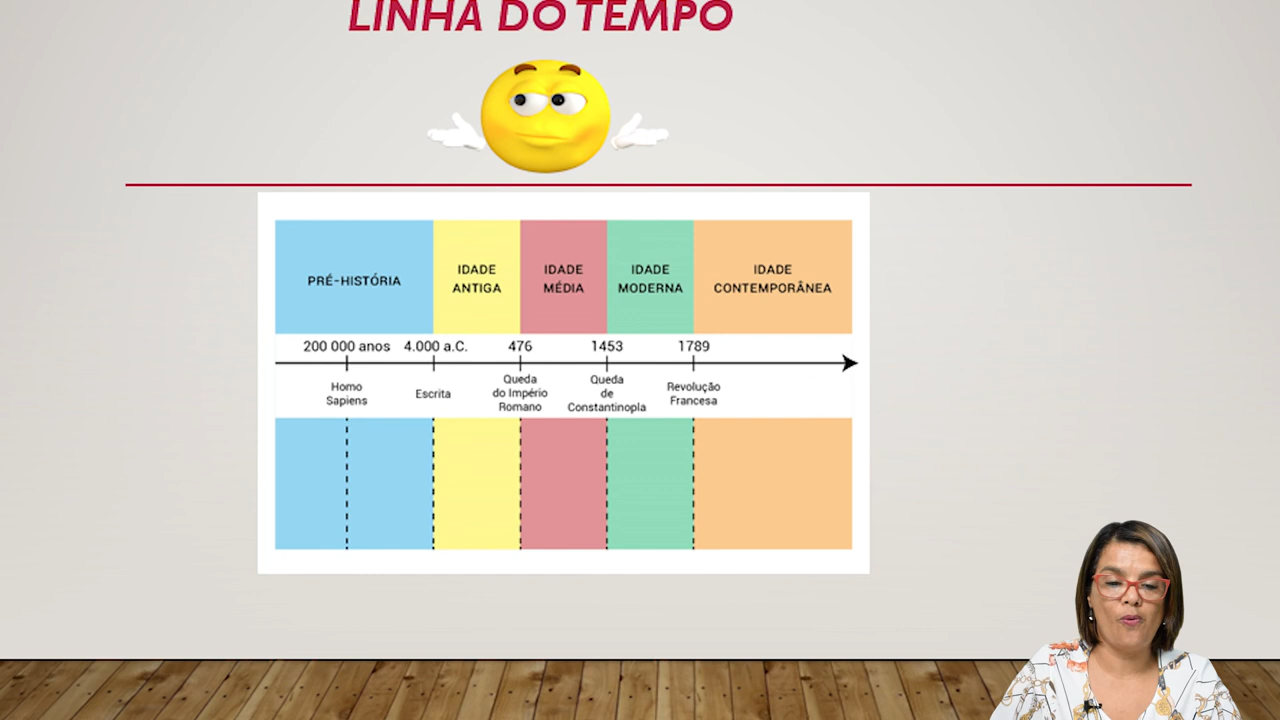 LINHA DO TEMPO
PRÉ-HISTÓRIA
IDADE
ANTIGA
IDADE
MÉDIA
IDADE
MODERNA
IDADE
CONTEMPORÂNEA
200 000 anos
4.000 a.C.
476
1453
1789
Homo
Sapiens
Escrita
Queda
do Império
Romano
Queda
de
Constantinopla
Revolução
Francesa